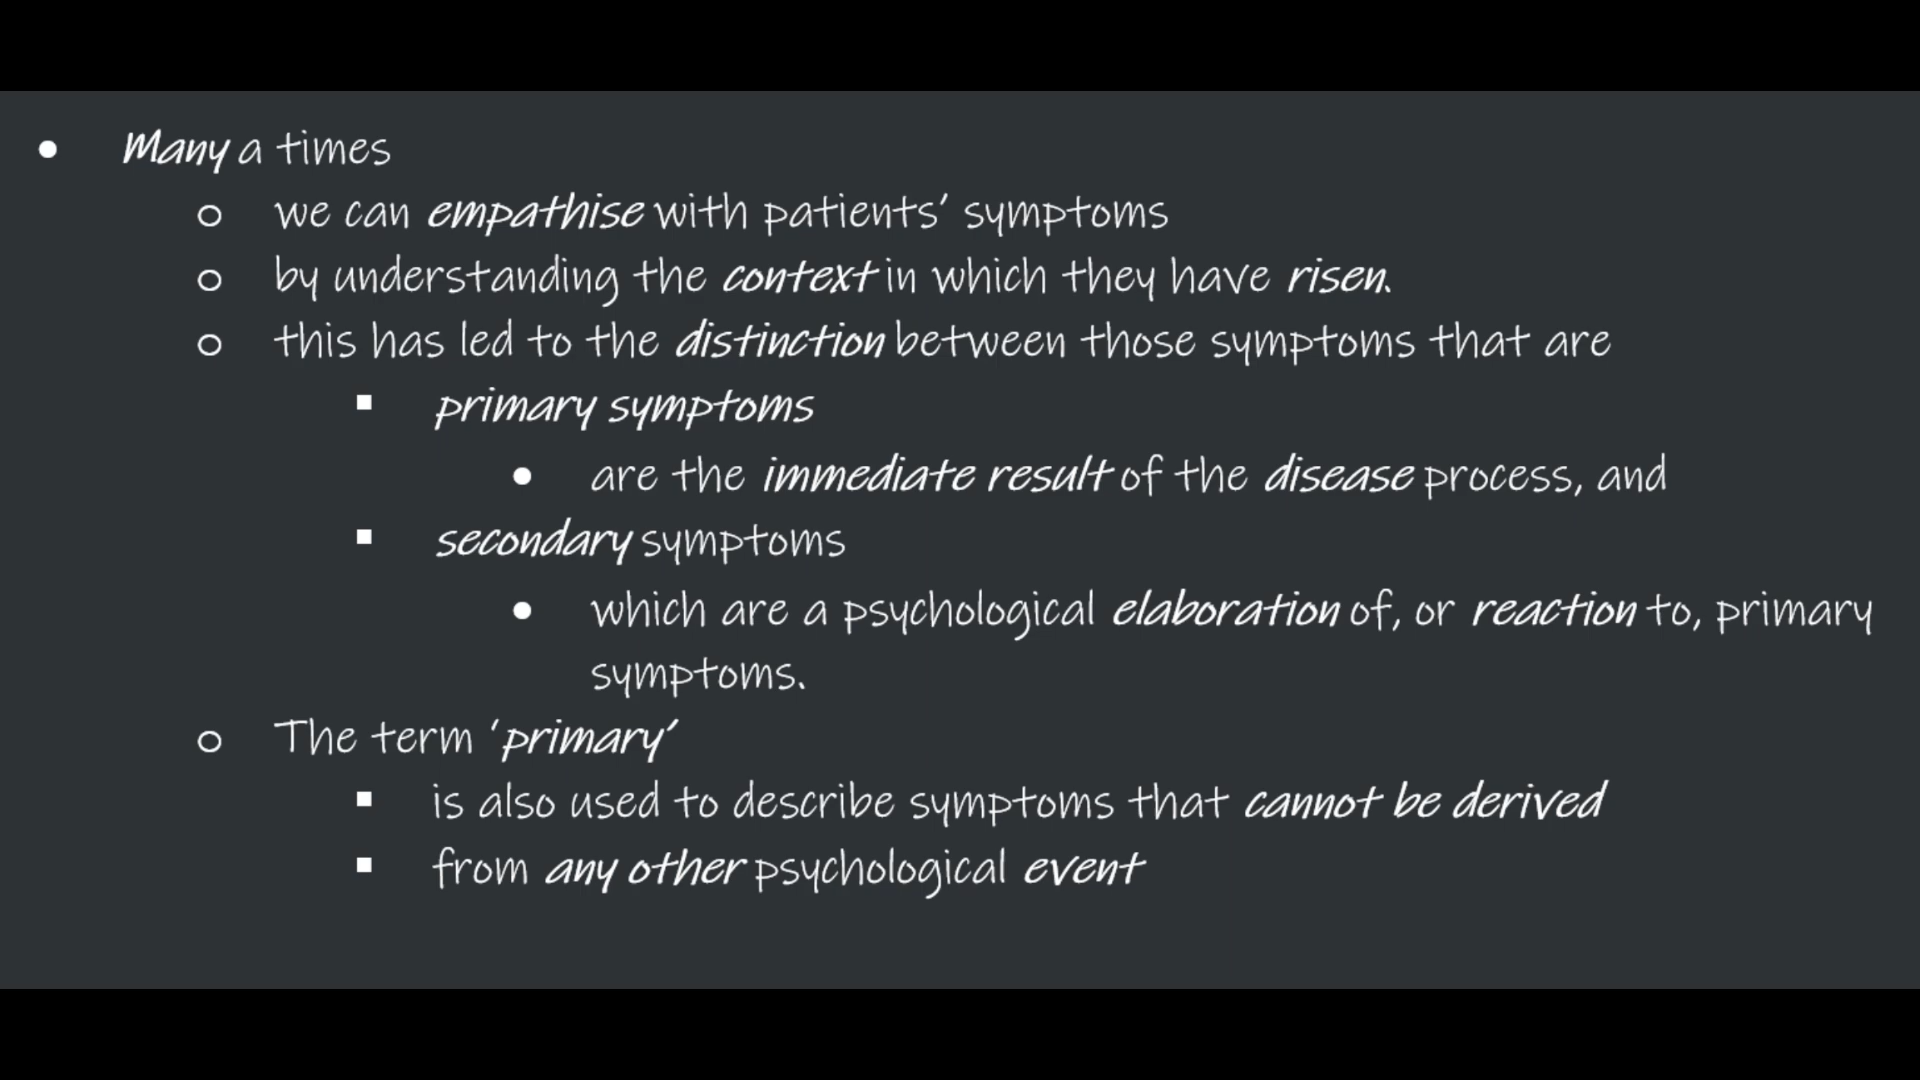 Many a times
we can empathise with patients' symptoms
by understanding the context in which they have risen.
this has led to the distinction between those symptoms that are
primary symptoms
are the immediate result of the disease process, and
secondary symptoms
which are a psychological elaboration of, or reaction to, primary
symptoms.
The term 'primary'
is also used to describe symptoms that cannot be derived
from any other psychological event